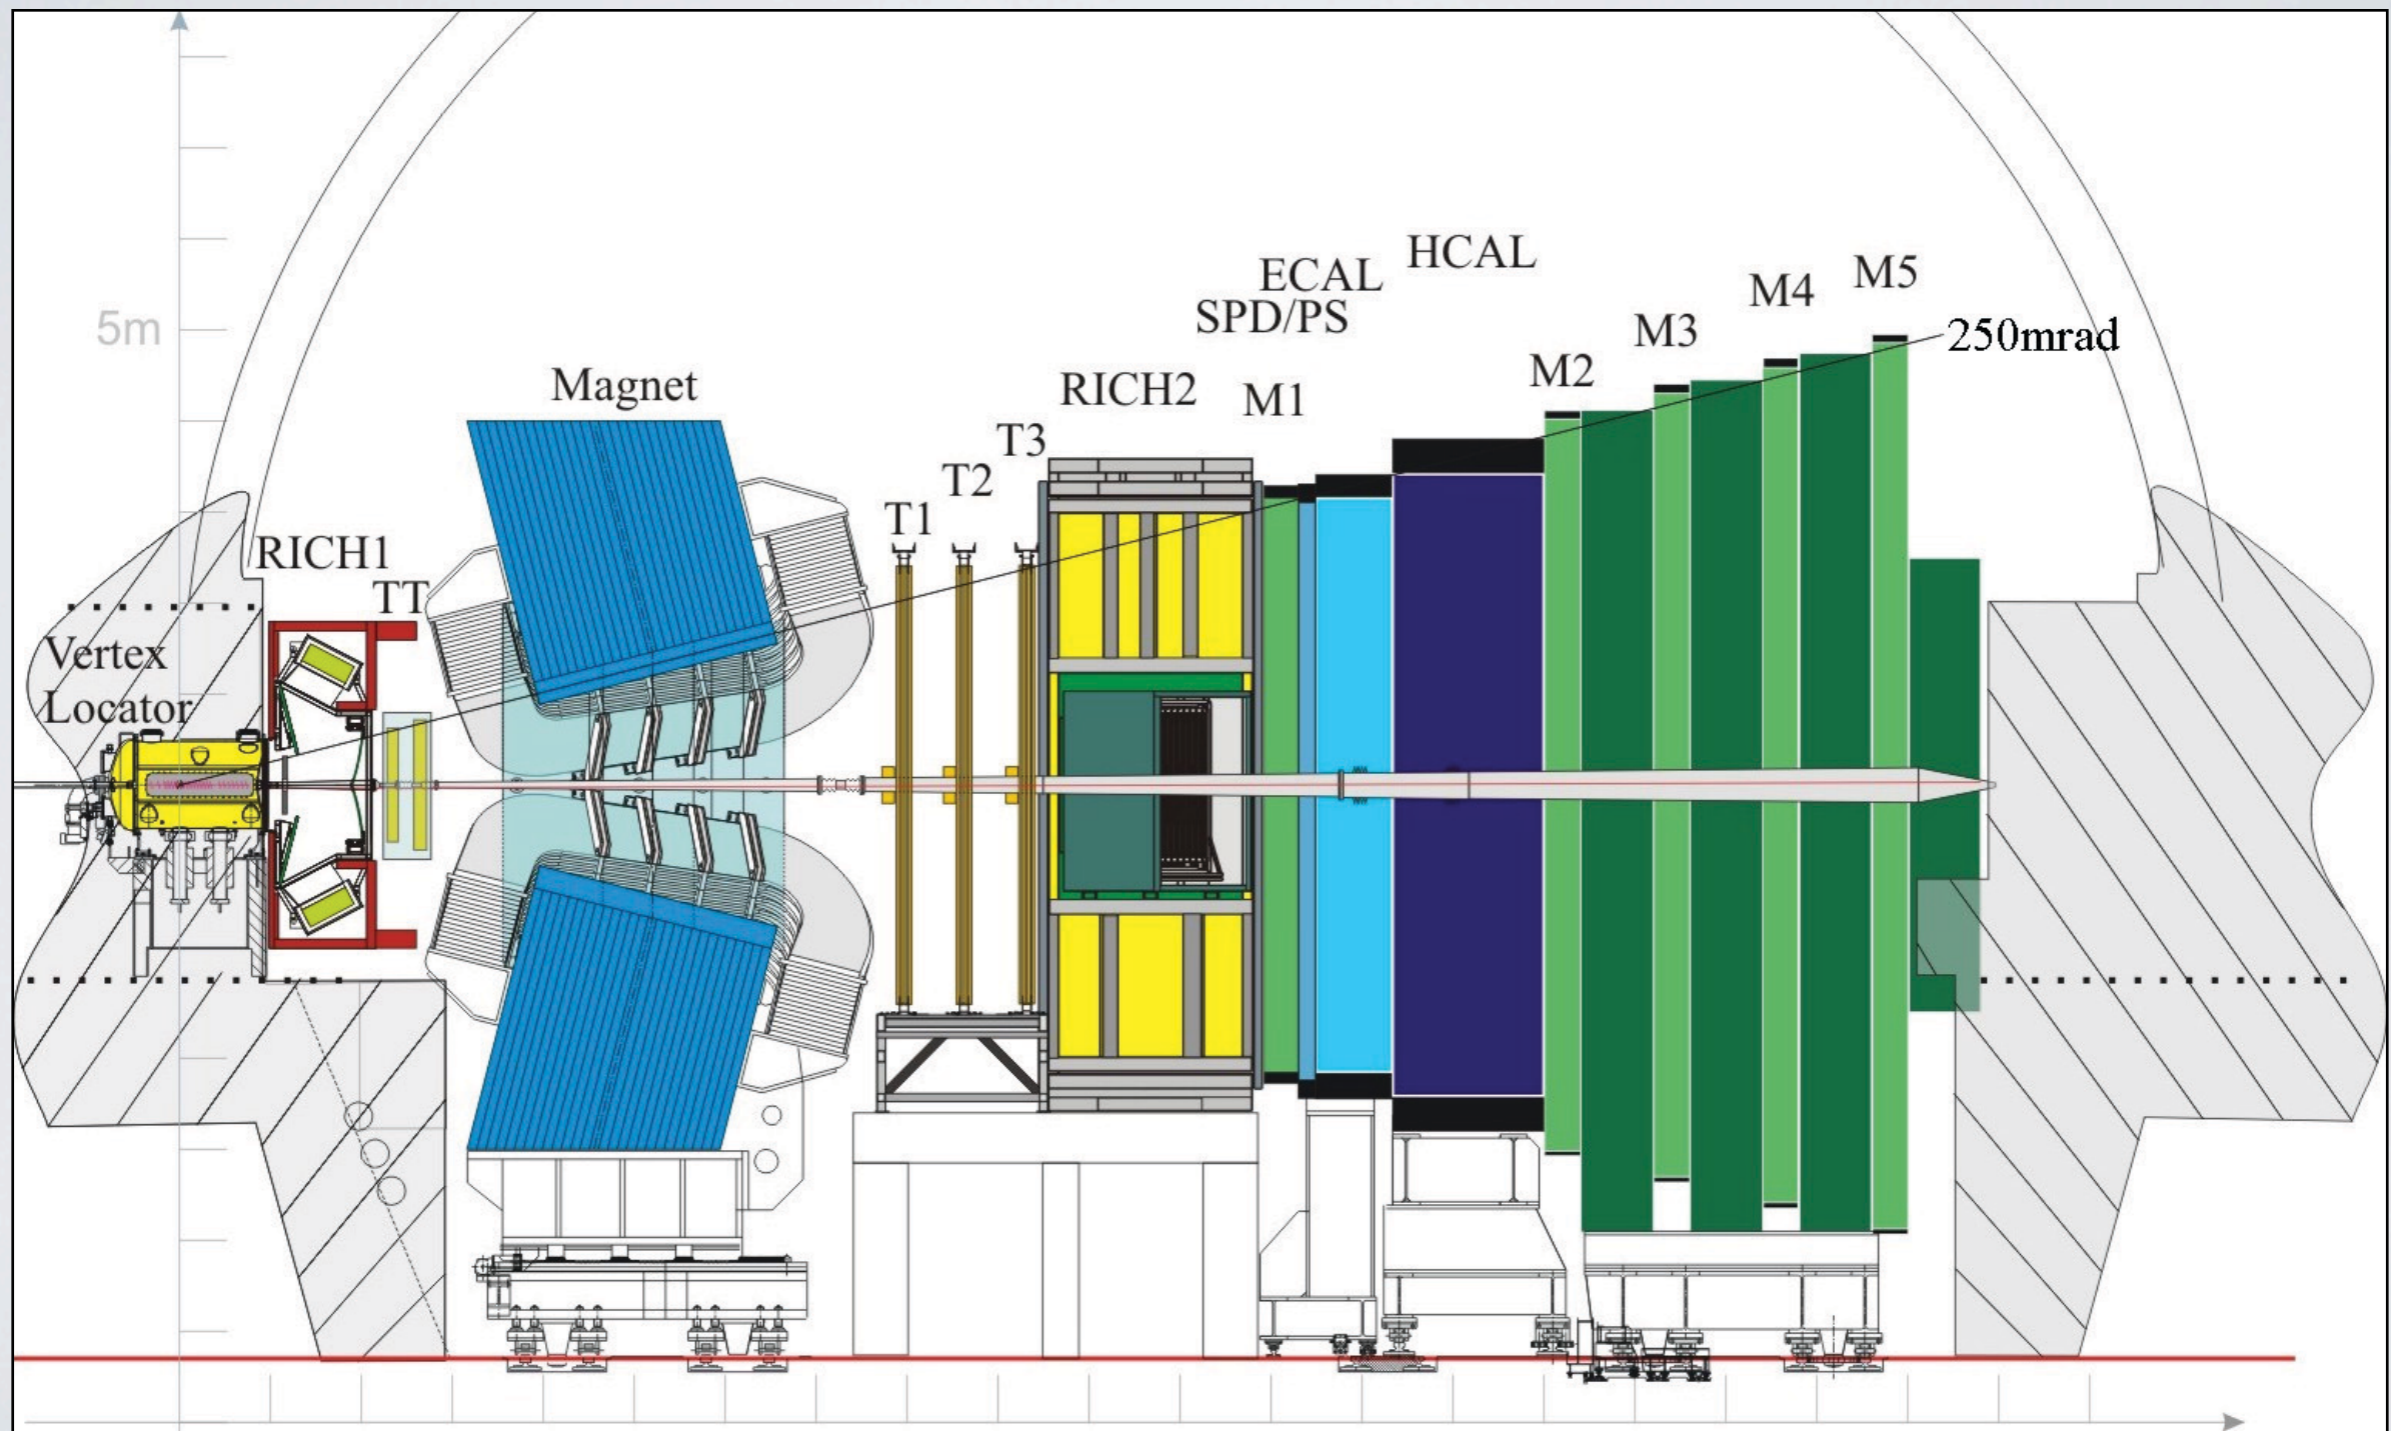 5m
Vertex
Locator
RICH1
TT
Magnet
T1
T2
T3
RICH2
M1
SPD/PS
ECAL
HCAL
M2
M3
M4
M5
250mrad